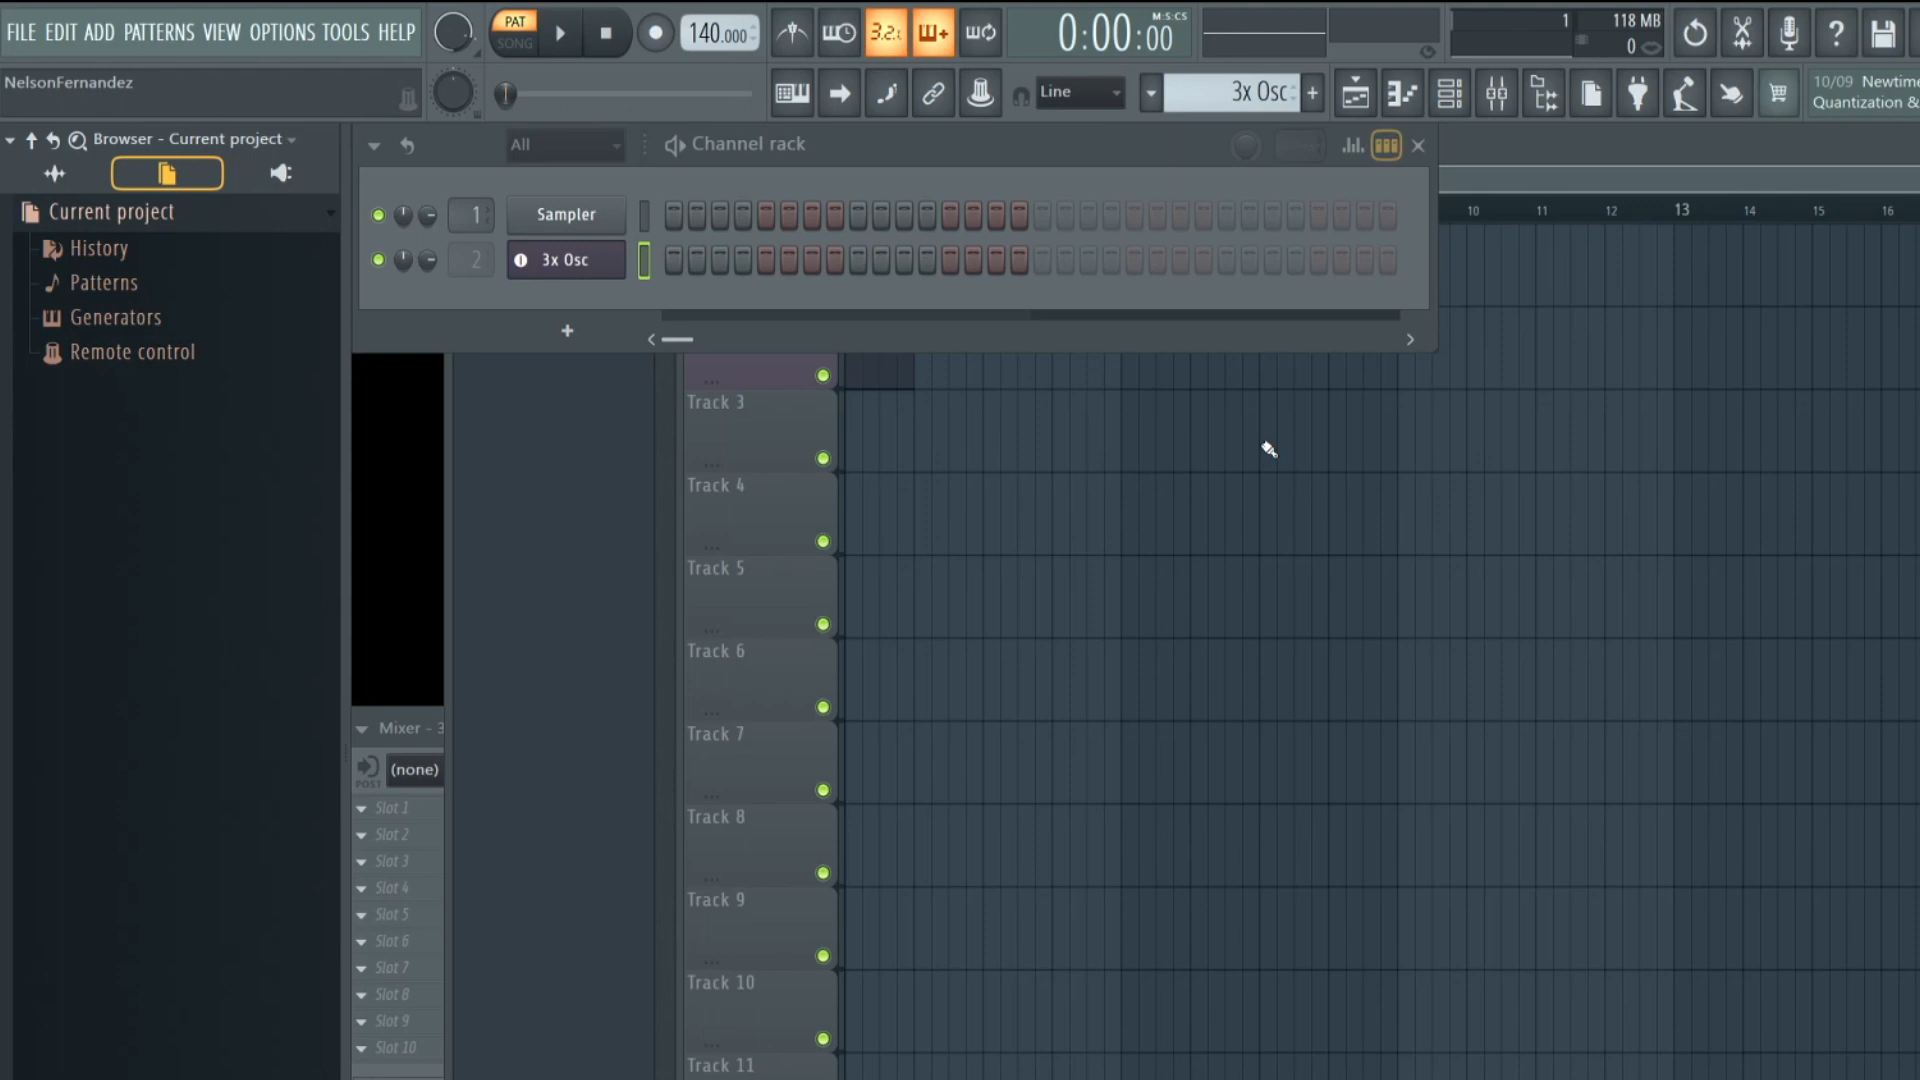 FILE EDIT ADD PATTERNS VIEW OPTIONS TOOLS HELP
PAT
SONG
140.000
3.2.1
0:00:00
M:S:CS
1
118 MB
0
NelsonFernandez
Line
3x Osc
10/09 Newtime
Quantization &
Browser - Current project
All
Channel rack
Current project
History
Patterns
Generators
Remote control
1
Sampler
2
3x Osc
10 11 12 13 14 15 16
Track 3
Track 4
Track 5
Track 6
Track 7
Track 8
Track 9
Track 10
Track 11
Mixer - 3
POST
(none)
Slot 1
Slot 2
Slot 3
Slot 4
Slot 5
Slot 6
Slot 7
Slot 8
Slot 9
Slot 10